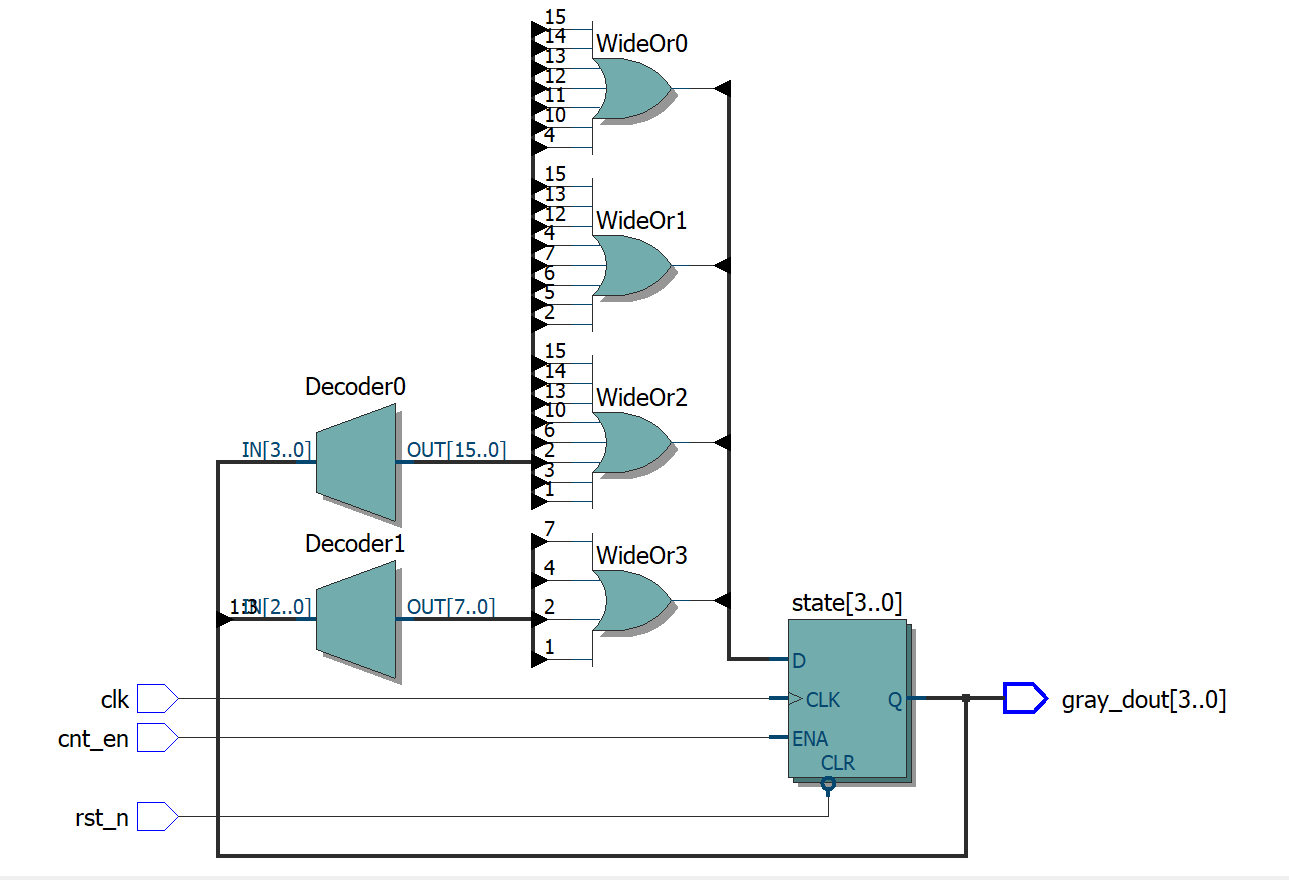 15
14
13
12
11
10
4
WideOr0
15
13
12
4
7
6
5
2
WideOr1
15
14
13
10
6
2
3
1
WideOr2
Decoder0
IN[3..0]
OUT[15..0]
Decoder1
1:3
IN[2..0]
OUT[7..0]
7
4
2
1
WideOr3
state[3..0]
D
CLK
Q
ENA
CLR
clk
cnt_en
rst_n
gray_dout[3..0]